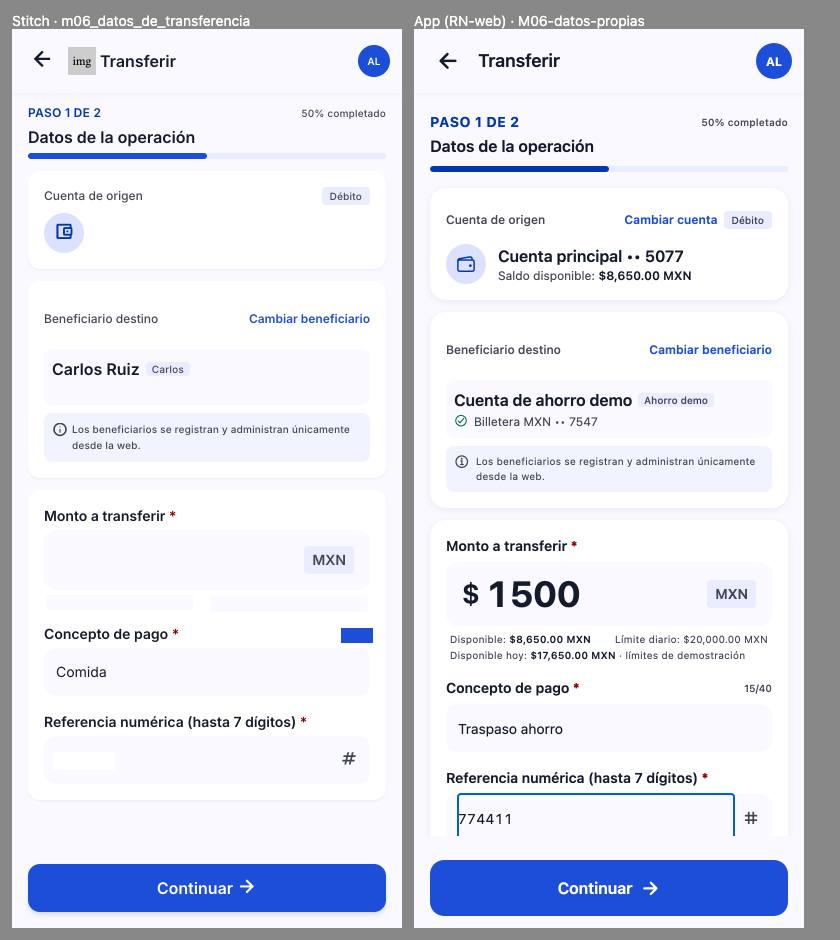 Stitch · m06_datos_de_transferencia
img Transferir
AL
PASO 1 DE 2
50% completado
Datos de la operación
Cuenta de origen
Débito
Beneficiario destino
Cambiar beneficiario
Carlos Ruiz Carlos
Los beneficiarios se registran y administran únicamente
desde la web.
Monto a transferir *
MXN
Concepto de pago *
Comida
Referencia numérica (hasta 7 dígitos) *
#
Continuar →
App (RN-web) · M06-datos-propias
Transferir
AL
PASO 1 DE 2
50% completado
Datos de la operación
Cuenta de origen
Cambiar cuenta Débito
Cuenta principal •• 5077
Saldo disponible: $8,650.00 MXN
Beneficiario destino
Cambiar beneficiario
Cuenta de ahorro demo Ahorro demo
Billetera MXN •• 7547
Los beneficiarios se registran y administran únicamente
desde la web.
Monto a transferir *
$ 1500 MXN
Disponible: $8,650.00 MXN Límite diario: $20,000.00 MXN
Disponible hoy: $17,650.00 MXN · límites de demostración
Concepto de pago * 15/40
Traspaso ahorro
Referencia numérica (hasta 7 dígitos) *
774411 #
Continuar →